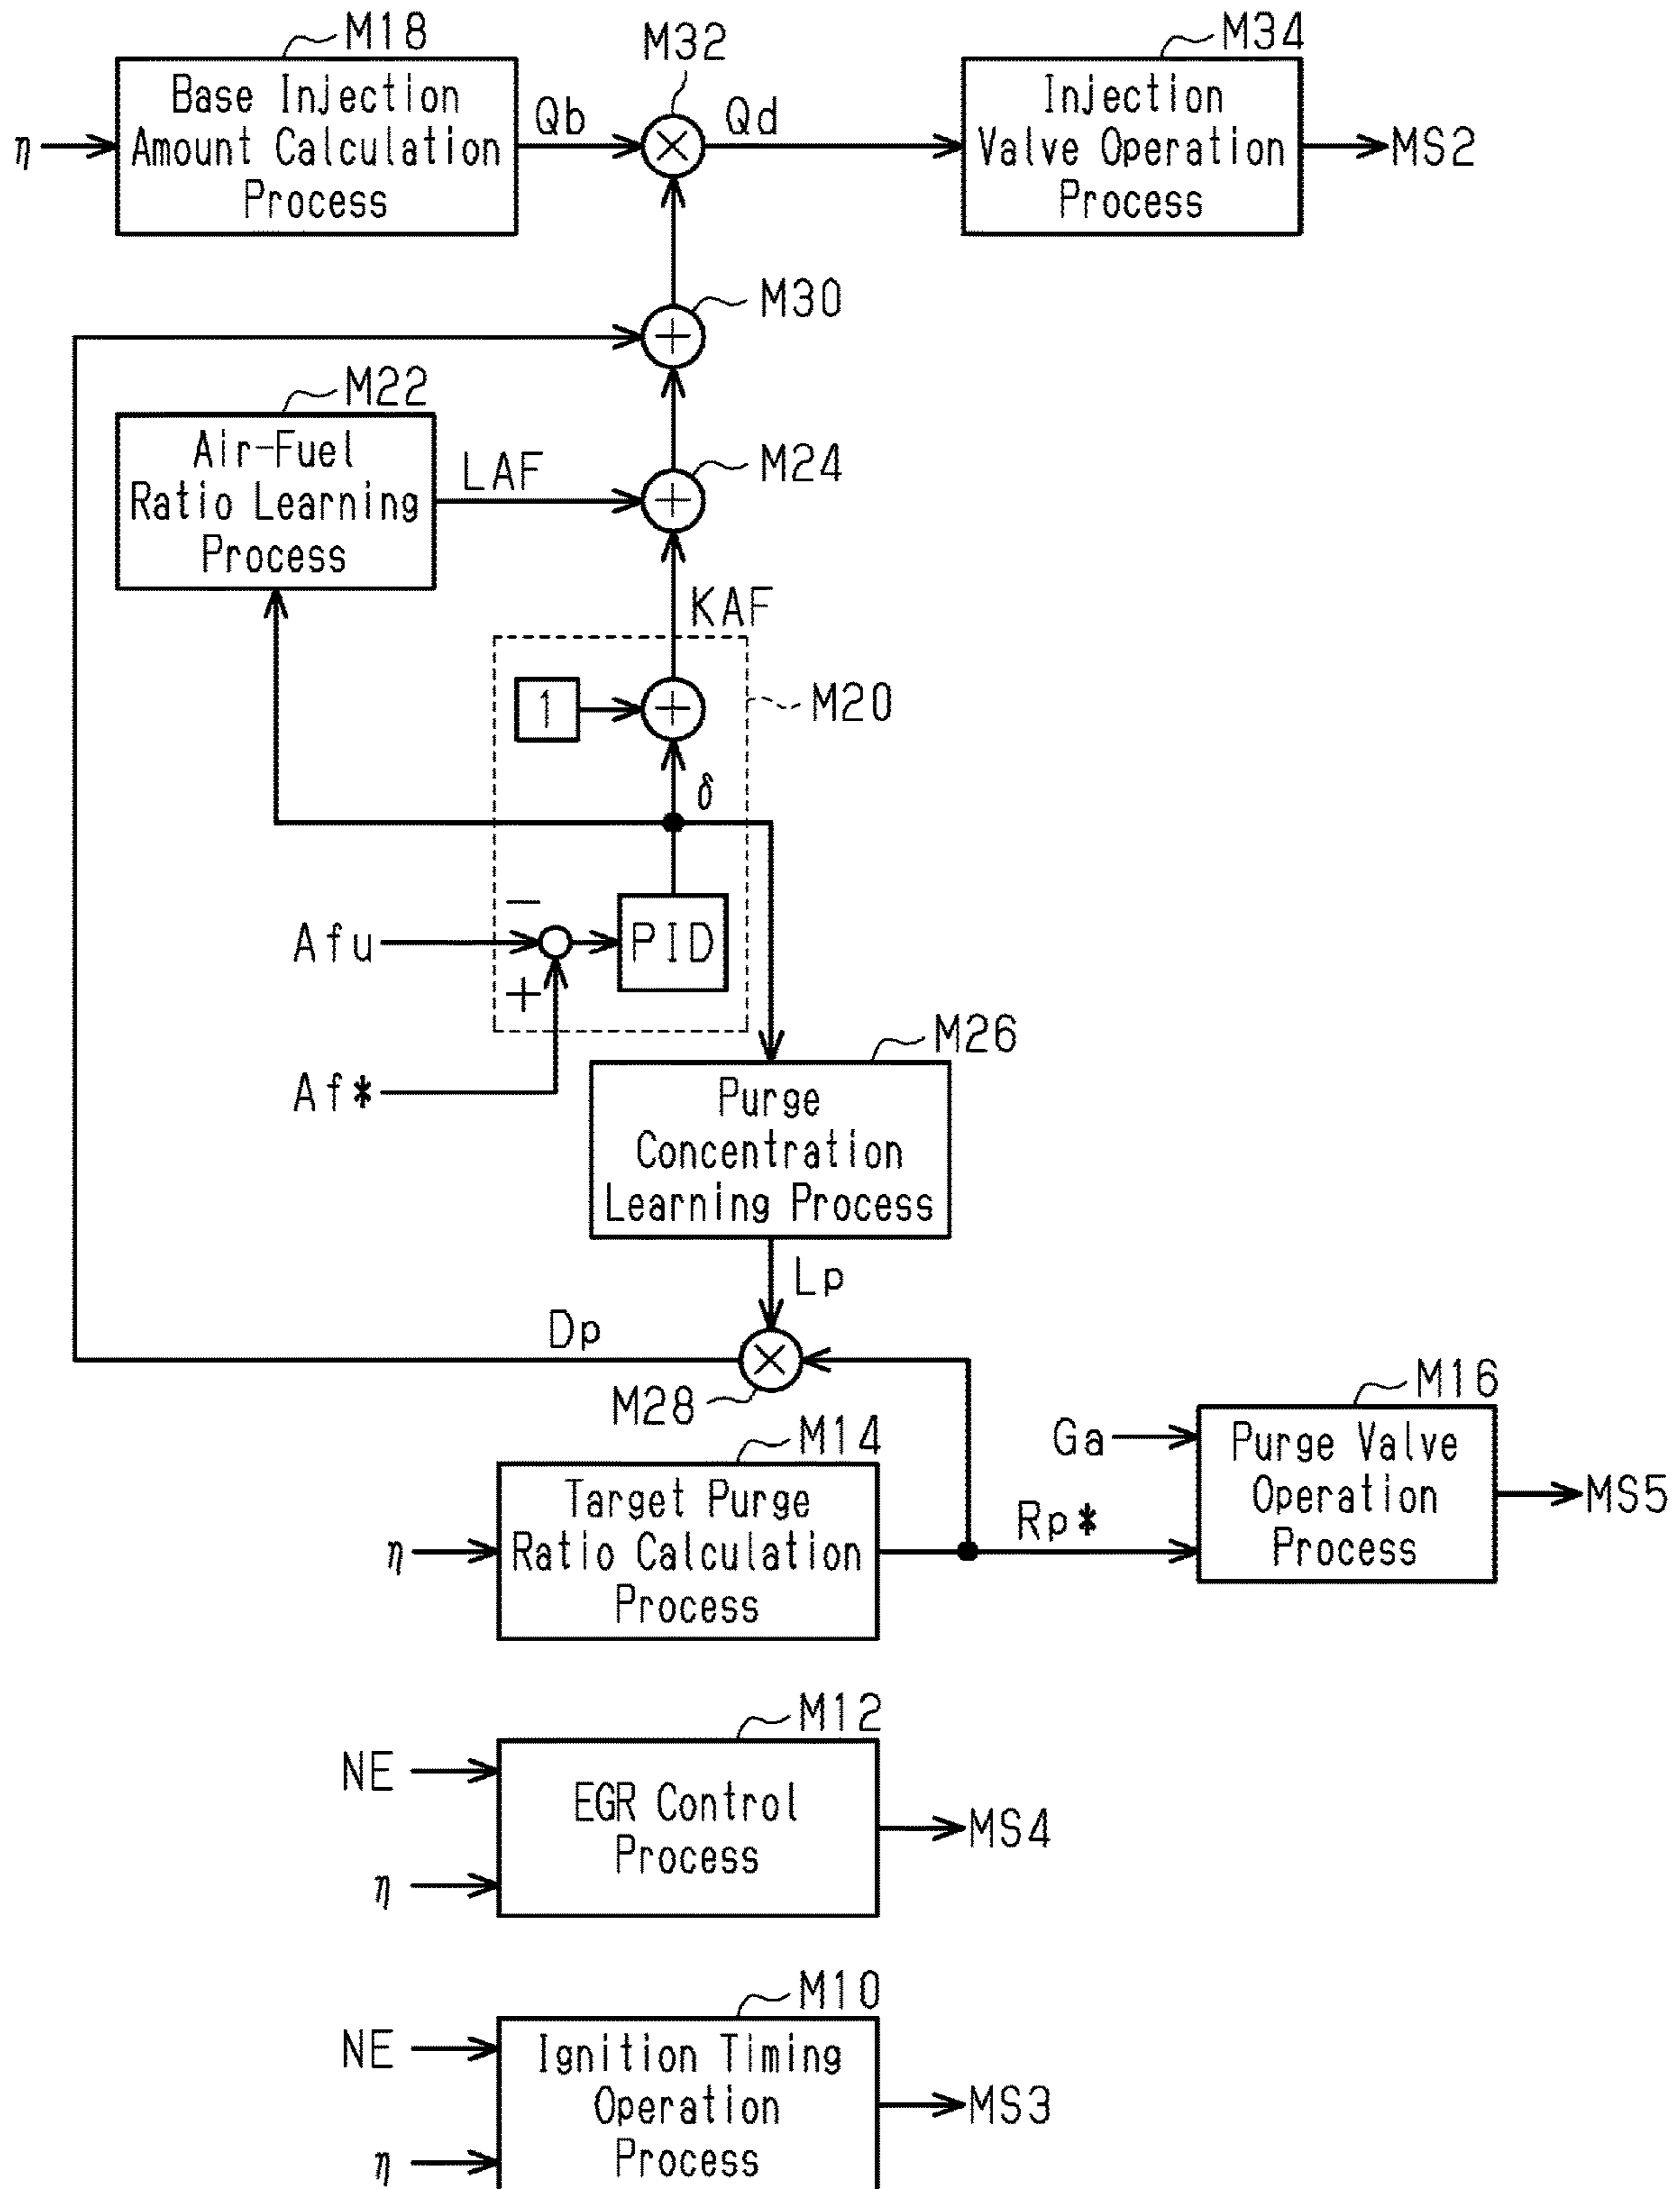 M18
M32
M34
Base Injection
Amount Calculation
Process
η
Qb
×
Qd
Injection
Valve Operation
Process
MS2
M30
+
M22
Air-Fuel
Ratio Learning
Process
LAF
M24
+
KAF
1
+
M20
δ
−
Afu
PID
+
Af*
M26
Purge
Concentration
Learning Process
Lp
Dp
×
M28
M16
Ga
Purge Valve
Operation
Process
MS5
M14
Target Purge
Ratio Calculation
Process
η
Rp*
M12
NE
EGR Control
Process
η
MS4
M10
NE
Ignition Timing
Operation
Process
η
MS3